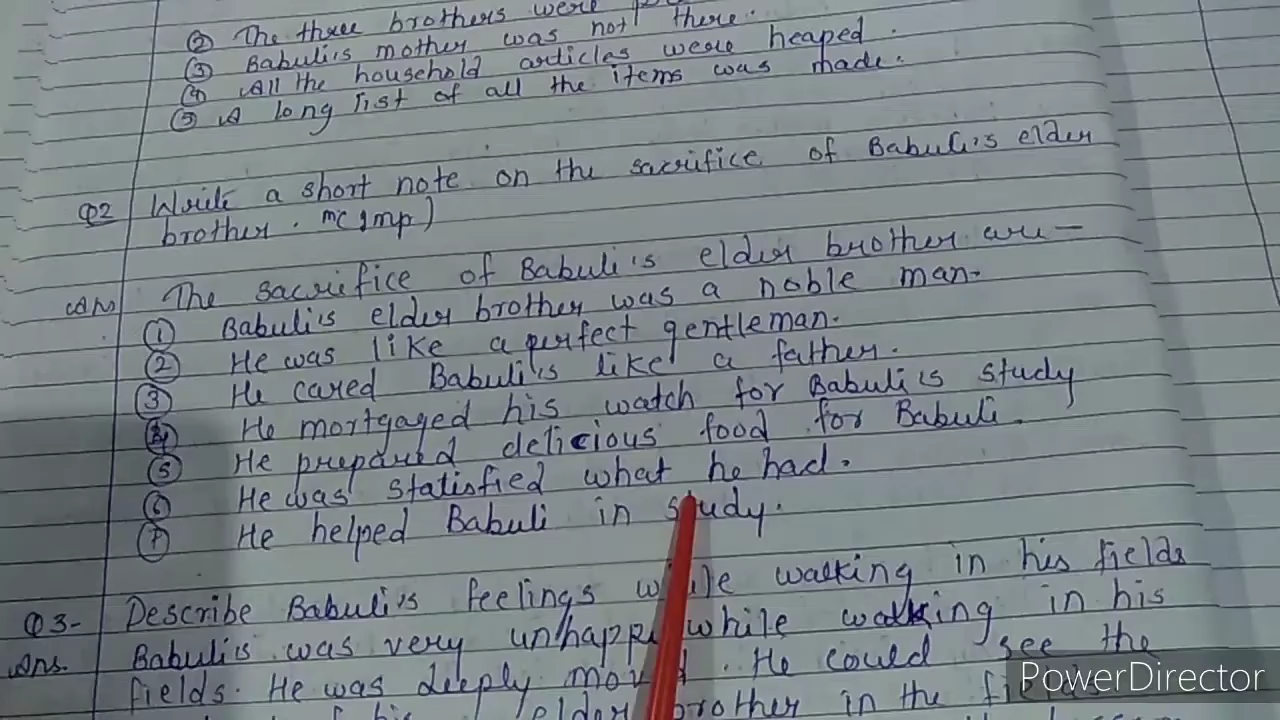 ② The three brothers were
③ Babuli's mother was not there.
④ All the household articles were heaped.
⑤ A long list of all the items was made.
Q2 Write a short note on the sacrifice of Babuli's elder
brother.
Ans The sacrifice of Babuli's elder brother are-
① Babuli's elder brother was a noble man-
② He was like a perfect gentleman.
③ He cared Babuli's like a father.
④ He mortgaged his watch for Babuli's study
⑤ He prepared delicious food for Babuli.
⑥ He was statisfied what he had.
⑦ He helped Babuli in study.
Q3- Describe Babuli's feelings while walking in his fields
Ans. Babuli's was very unhappy while walking in his
fields. He was deeply moved. He could see the
elder brother in the
PowerDirector